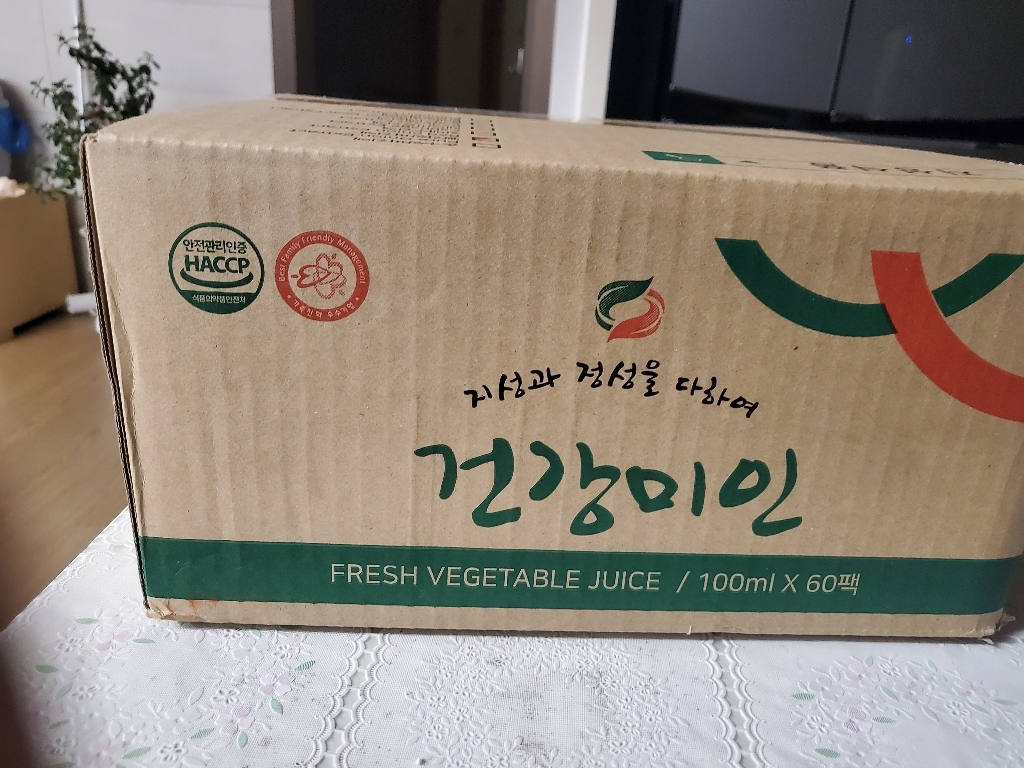 안전관리인증
HACCP
식품의약품안전처
Best Family Friendly Management
가족친화 우수기업
지성과 정성을 다하여
건강미인
FRESH VEGETABLE JUICE / 100ml X 60팩